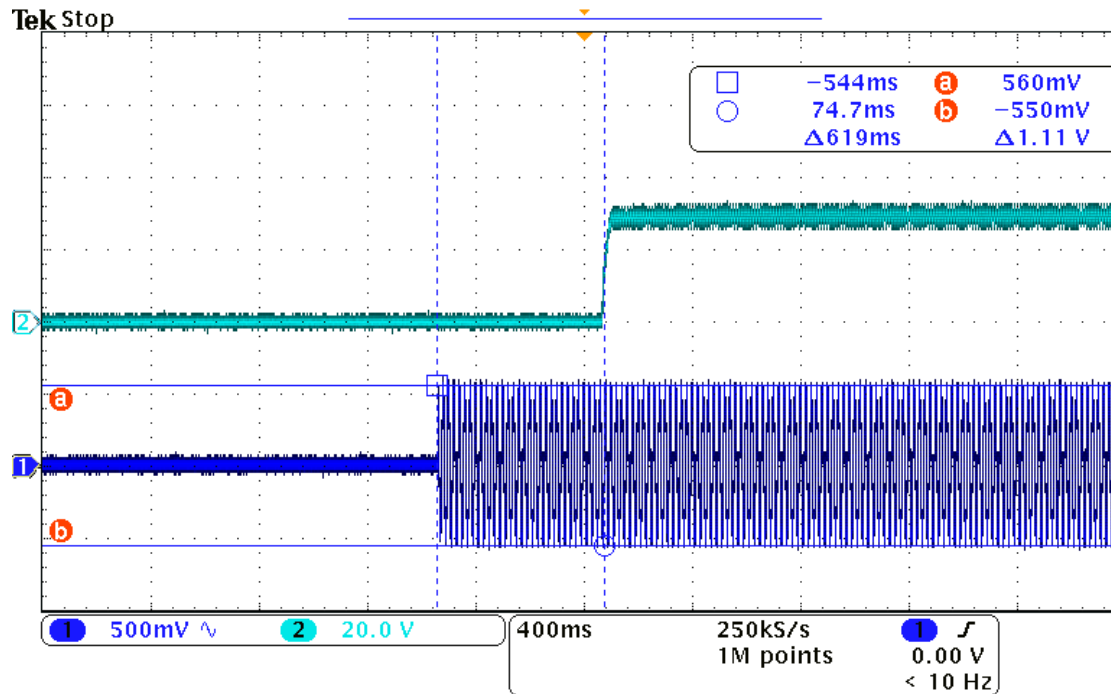 Tek Stop
−544ms a 560mV
74.7ms b −550mV
Δ619ms Δ1.11 V
2
a
1
b
1 500mV ∿ 2 20.0 V 400ms 250kS/s 1 ƒ
1M points 0.00 V
< 10 Hz